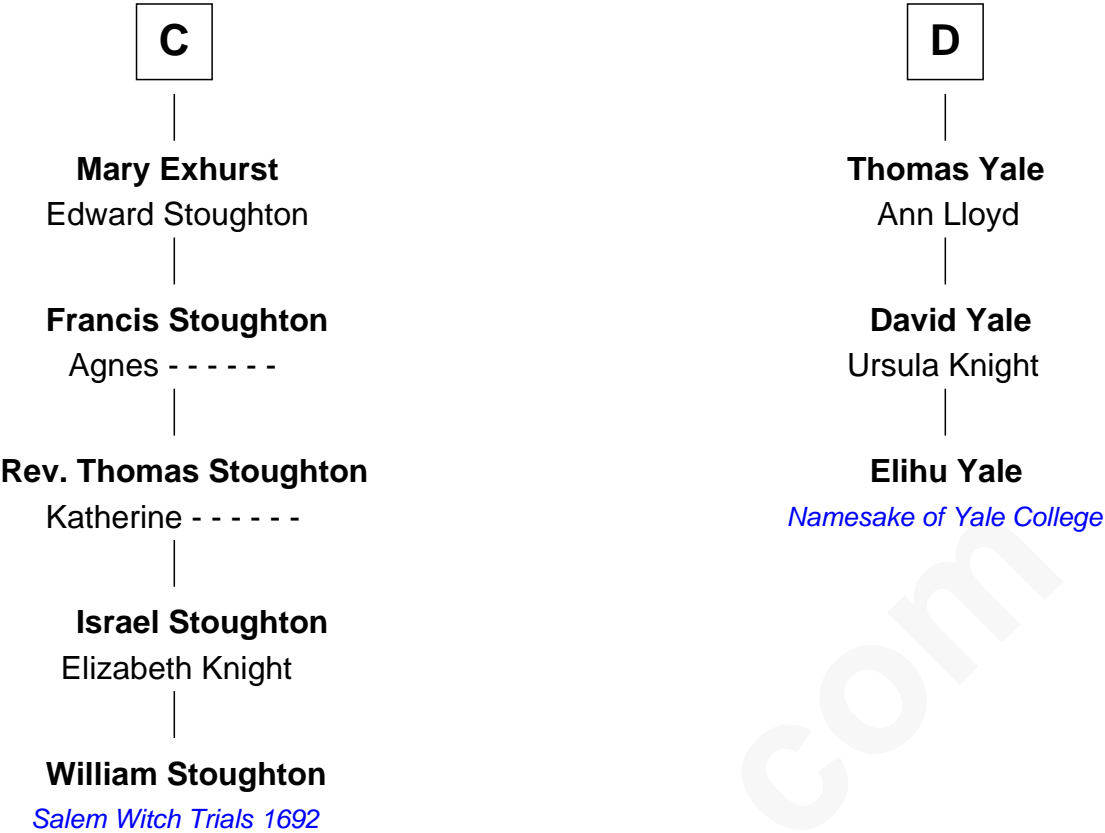 C
Mary Exhurst
Edward Stoughton
Francis Stoughton
Agnes - - - - - -
Rev. Thomas Stoughton
Katherine - - - - - -
Israel Stoughton
Elizabeth Knight
William Stoughton
Salem Witch Trials 1692
D
Thomas Yale
Ann Lloyd
David Yale
Ursula Knight
Elihu Yale
Namesake of Yale College
com